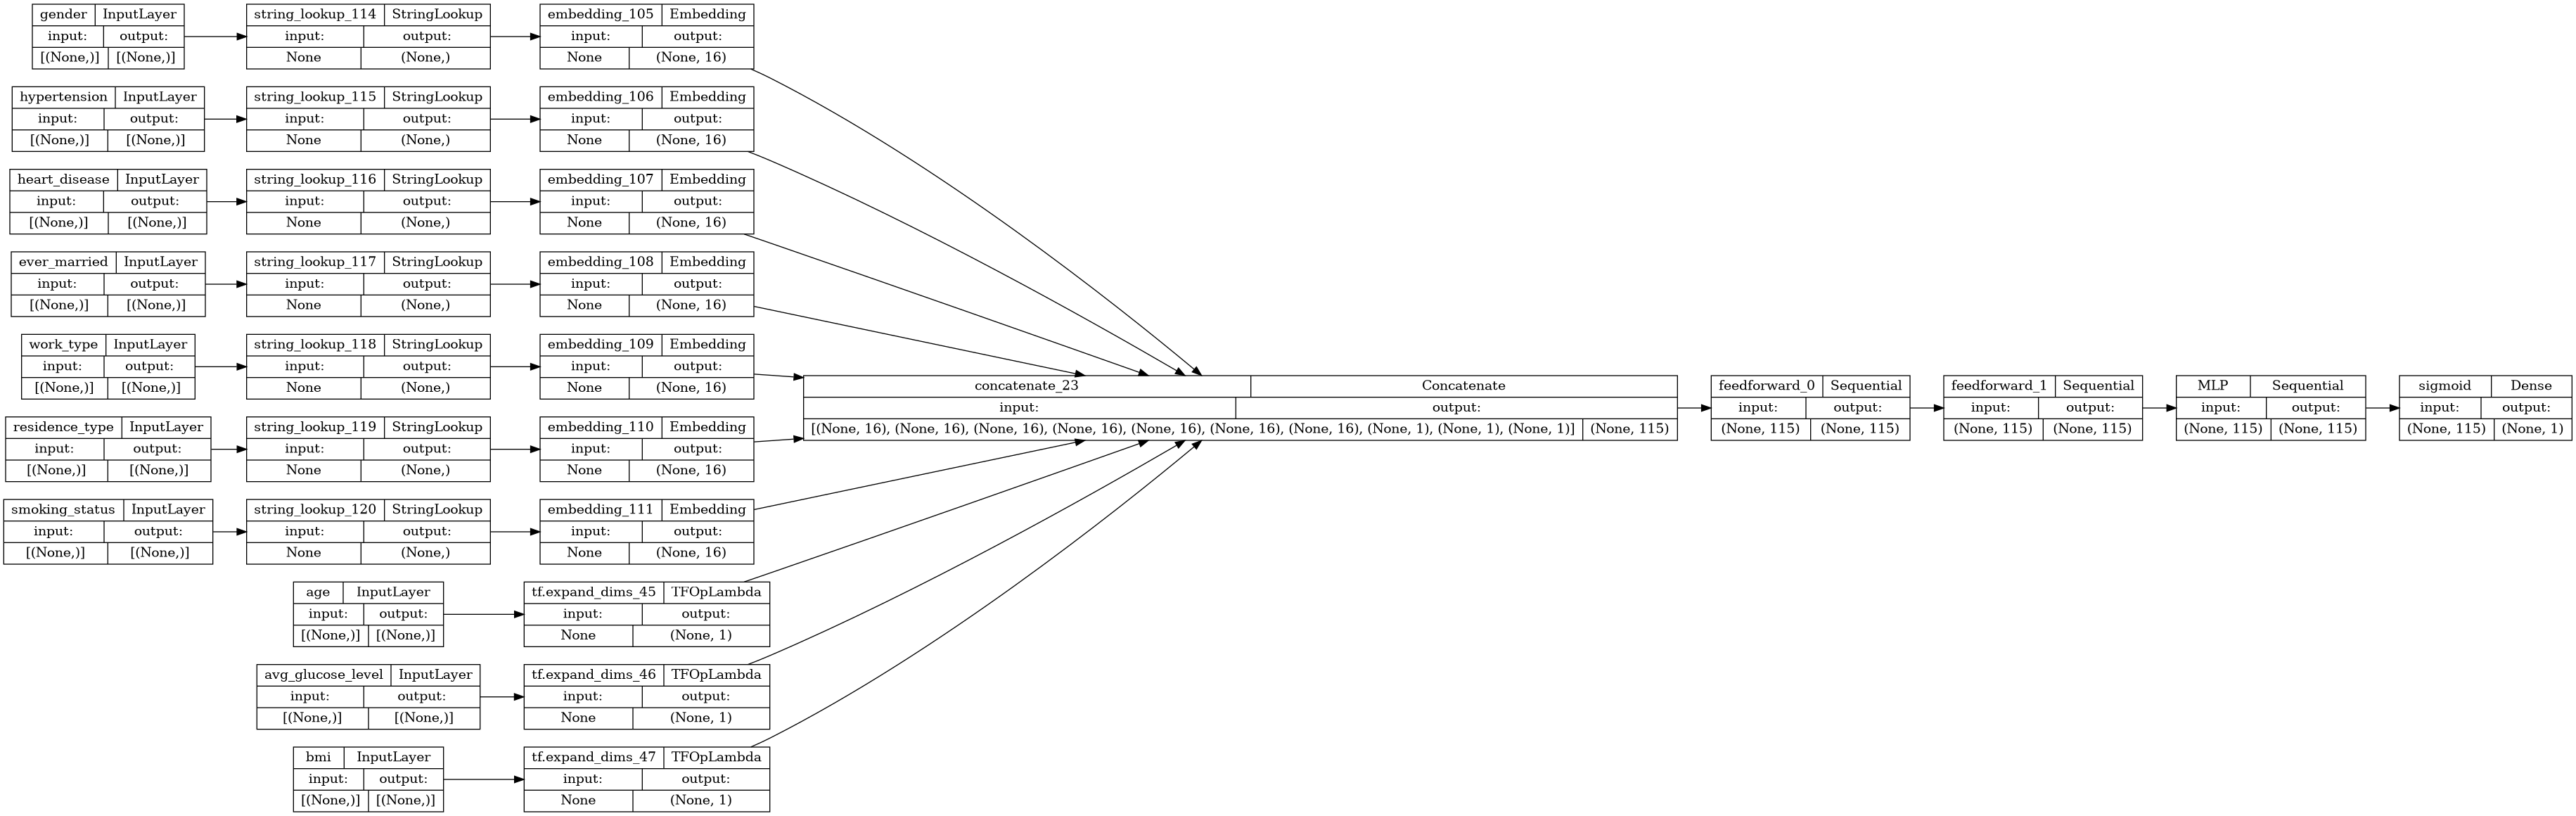 gender InputLayer
input: output:
[(None,)] [(None,)]
string_lookup_114 StringLookup
input: output:
None (None,)
embedding_105 Embedding
input: output:
None (None, 16)
hypertension InputLayer
input: output:
[(None,)] [(None,)]
string_lookup_115 StringLookup
input: output:
None (None,)
embedding_106 Embedding
input: output:
None (None, 16)
heart_disease InputLayer
input: output:
[(None,)] [(None,)]
string_lookup_116 StringLookup
input: output:
None (None,)
embedding_107 Embedding
input: output:
None (None, 16)
ever_married InputLayer
input: output:
[(None,)] [(None,)]
string_lookup_117 StringLookup
input: output:
None (None,)
embedding_108 Embedding
input: output:
None (None, 16)
work_type InputLayer
input: output:
[(None,)] [(None,)]
string_lookup_118 StringLookup
input: output:
None (None,)
embedding_109 Embedding
input: output:
None (None, 16)
residence_type InputLayer
input: output:
[(None,)] [(None,)]
string_lookup_119 StringLookup
input: output:
None (None,)
embedding_110 Embedding
input: output:
None (None, 16)
smoking_status InputLayer
input: output:
[(None,)] [(None,)]
string_lookup_120 StringLookup
input: output:
None (None,)
embedding_111 Embedding
input: output:
None (None, 16)
age InputLayer
input: output:
[(None,)] [(None,)]
tf.expand_dims_45 TFOpLambda
input: output:
None (None, 1)
avg_glucose_level InputLayer
input: output:
[(None,)] [(None,)]
tf.expand_dims_46 TFOpLambda
input: output:
None (None, 1)
bmi InputLayer
input: output:
[(None,)] [(None,)]
tf.expand_dims_47 TFOpLambda
input: output:
None (None, 1)
concatenate_23 Concatenate
input: output:
[(None, 16), (None, 16), (None, 16), (None, 16), (None, 16), (None, 16), (None, 16), (None, 1), (None, 1), (None, 1)] (None, 115)
feedforward_0 Sequential
input: output:
(None, 115) (None, 115)
feedforward_1 Sequential
input: output:
(None, 115) (None, 115)
MLP Sequential
input: output:
(None, 115) (None, 115)
sigmoid Dense
input: output:
(None, 115) (None, 1)